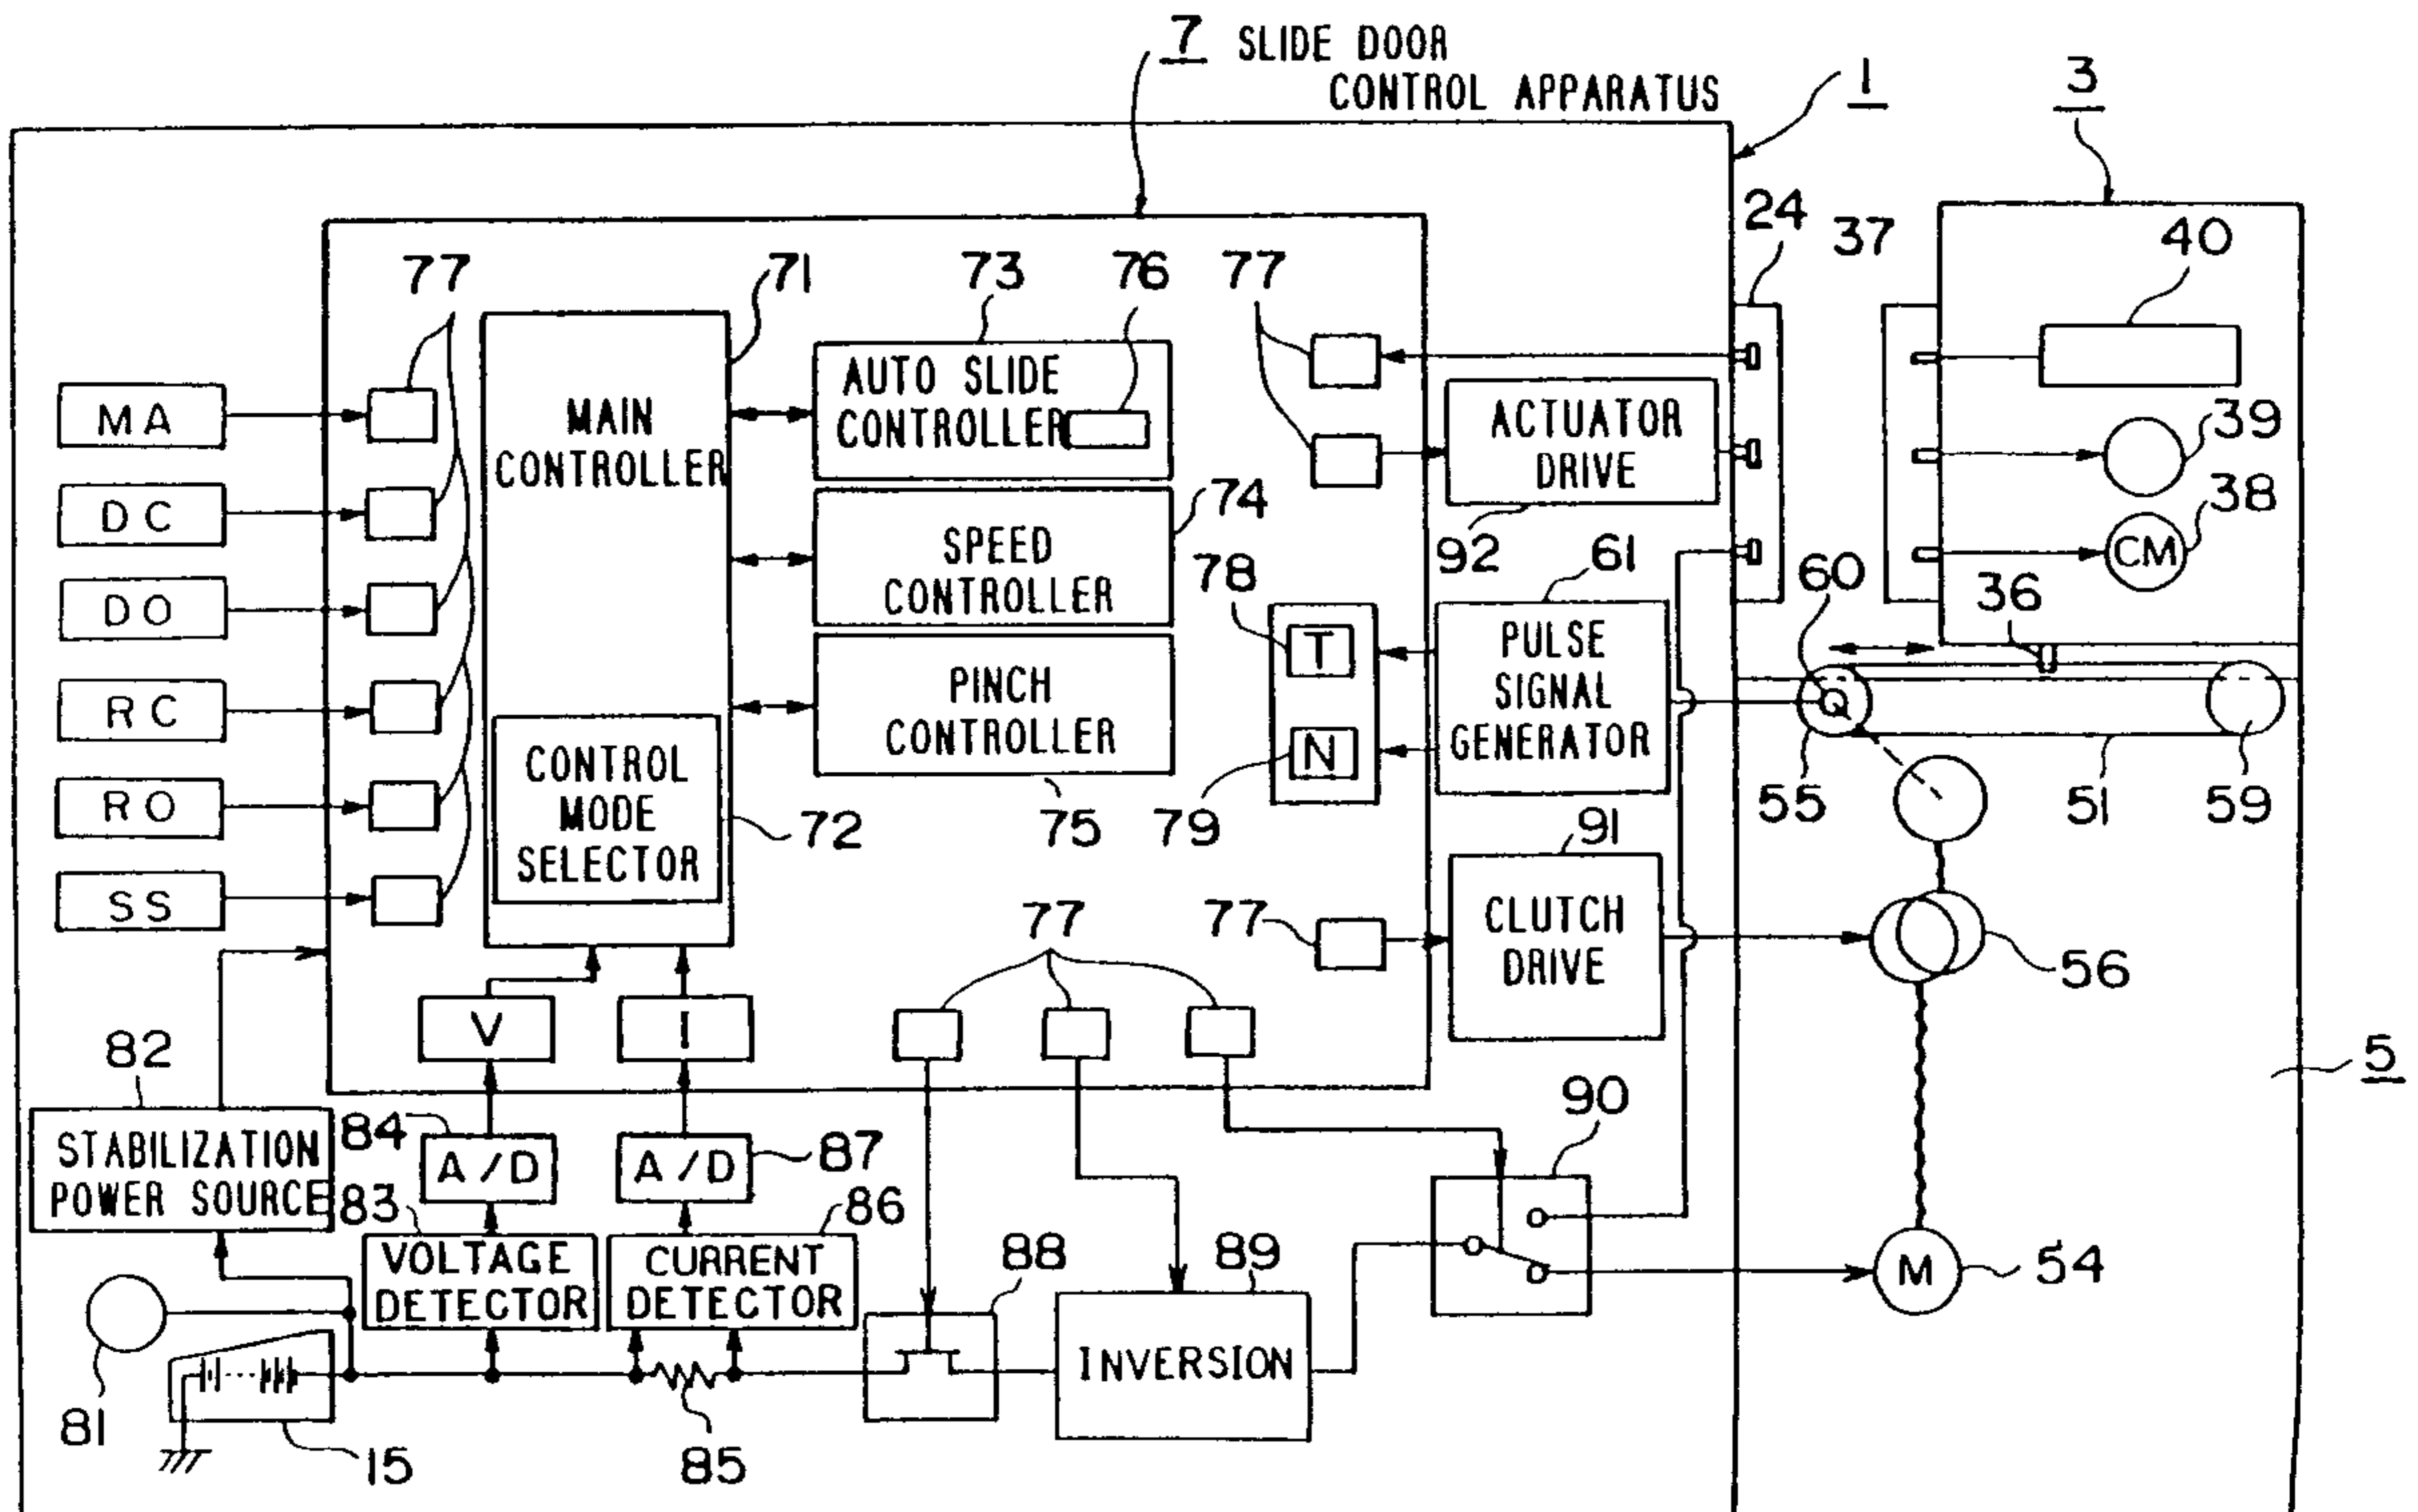 7 SLIDE DOOR
CONTROL APPARATUS
1
3
24
37
40
77
71
73
76
77
MA
MAIN
CONTROLLER
AUTO SLIDE
CONTROLLER
ACTUATOR
DRIVE
39
DC
74
92
38
CM
DO
SPEED
CONTROLLER
78
61
60
36
T
PULSE
SIGNAL
GENERATOR
RC
PINCH
CONTROLLER
Q
CONTROL
MODE
SELECTOR
N
RO
72
75
79
55
51
59
91
SS
77
77
CLUTCH
DRIVE
56
V
I
82
5
STABILIZATION
POWER SOURCE
84
A/D
A/D
87
90
83
86
VOLTAGE
DETECTOR
CURRENT
DETECTOR
88
89
M
54
INVERSION
81
15
85